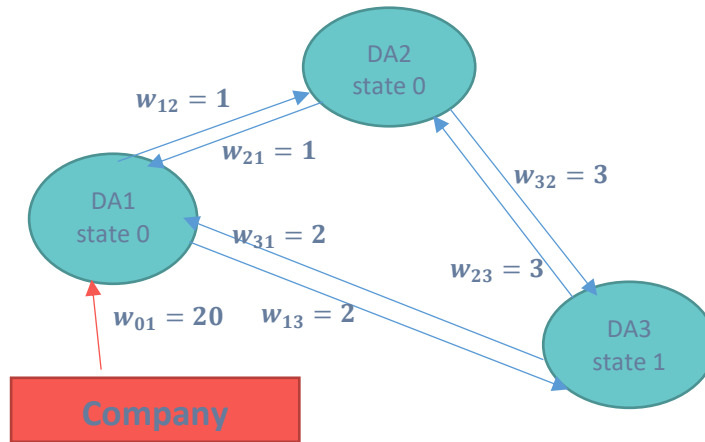 DA2
state 0
w₁₂ = 1
w₂₁ = 1
w₃₂ = 3
DA1
state 0
w₃₁ = 2
w₂₃ = 3
w₀₁ = 20
w₁₃ = 2
DA3
state 1
Company